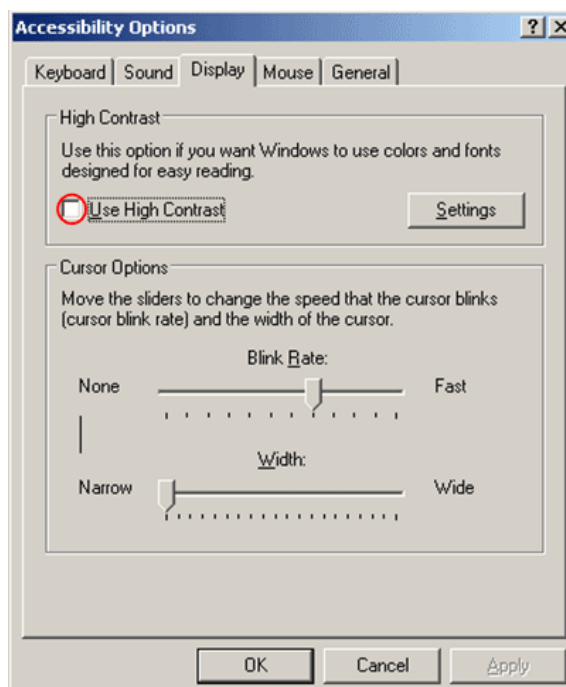 Accessibility Options
Keyboard Sound Display Mouse General
High Contrast
Use this option if you want Windows to use colors and fonts
designed for easy reading.
Use High Contrast
Settings
Cursor Options
Move the sliders to change the speed that the cursor blinks
(cursor blink rate) and the width of the cursor.
Blink Rate:
None Fast
Width:
Narrow Wide
OK Cancel Apply